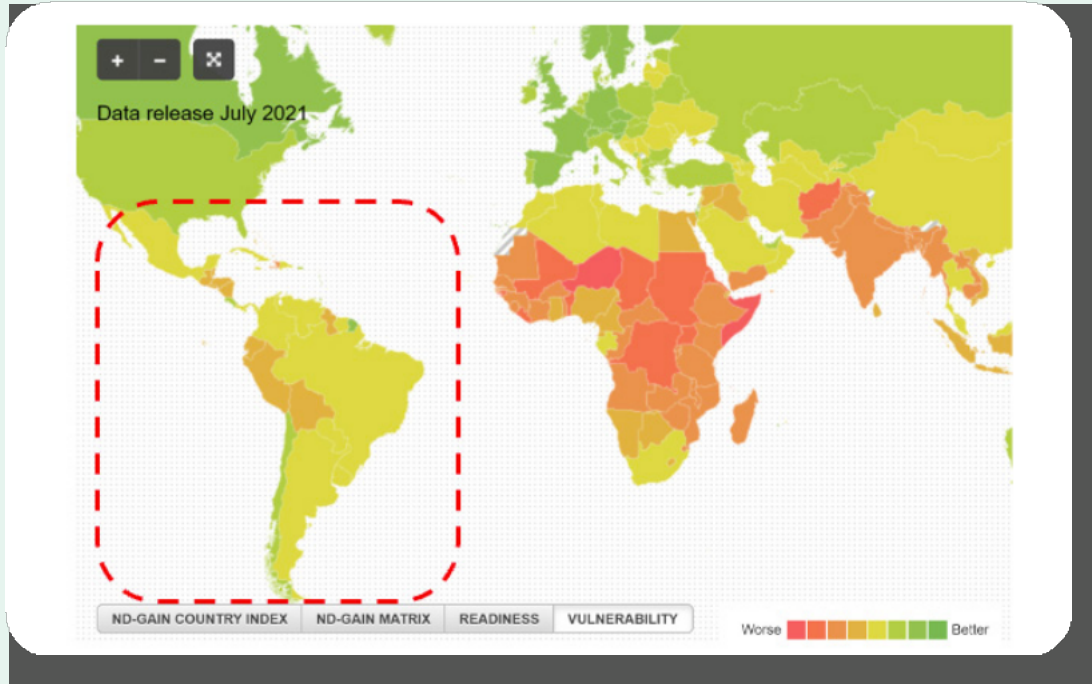 + −
Data release July 2021
ND-GAIN COUNTRY INDEX ND-GAIN MATRIX READINESS VULNERABILITY
Worse Better